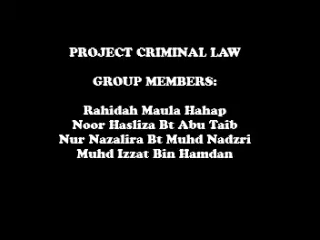 PROJECT CRIMINAL LAW
GROUP MEMBERS:
Rahidah Maula Hahap
Noor Hasliza Bt Abu Taib
Nur Nazalira Bt Muhd Nadzri
Muhd Izzat Bin Hamdan